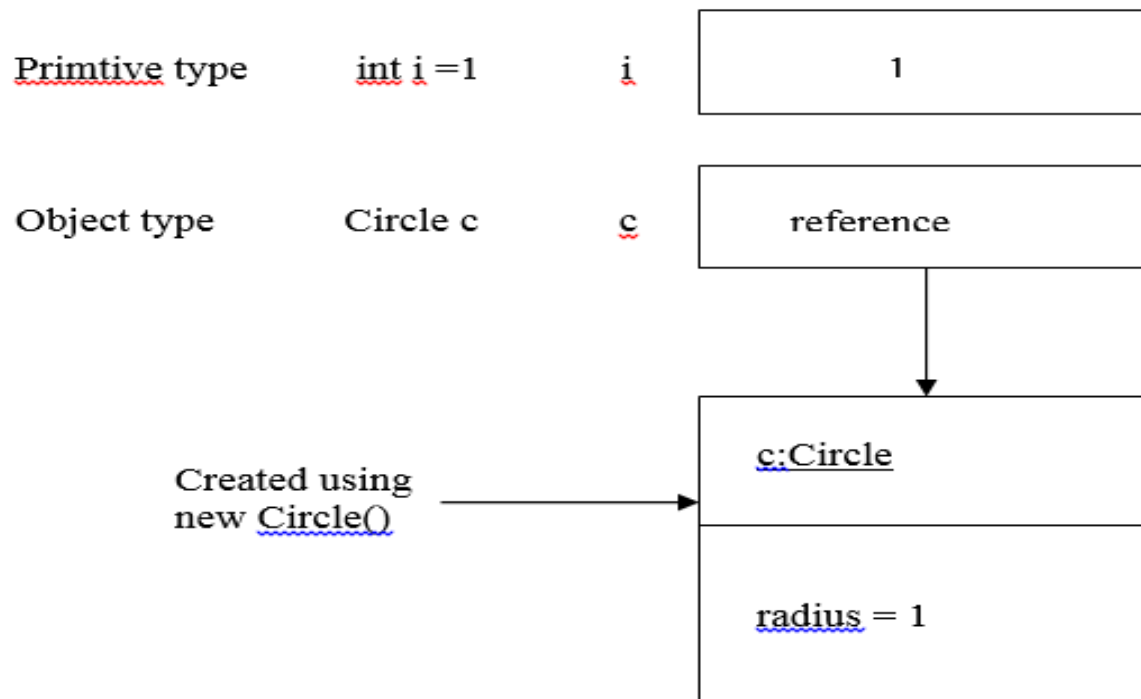 Primtive type int i =1 i 1
Object type Circle c c reference
c:Circle
Created using
new Circle()
radius = 1